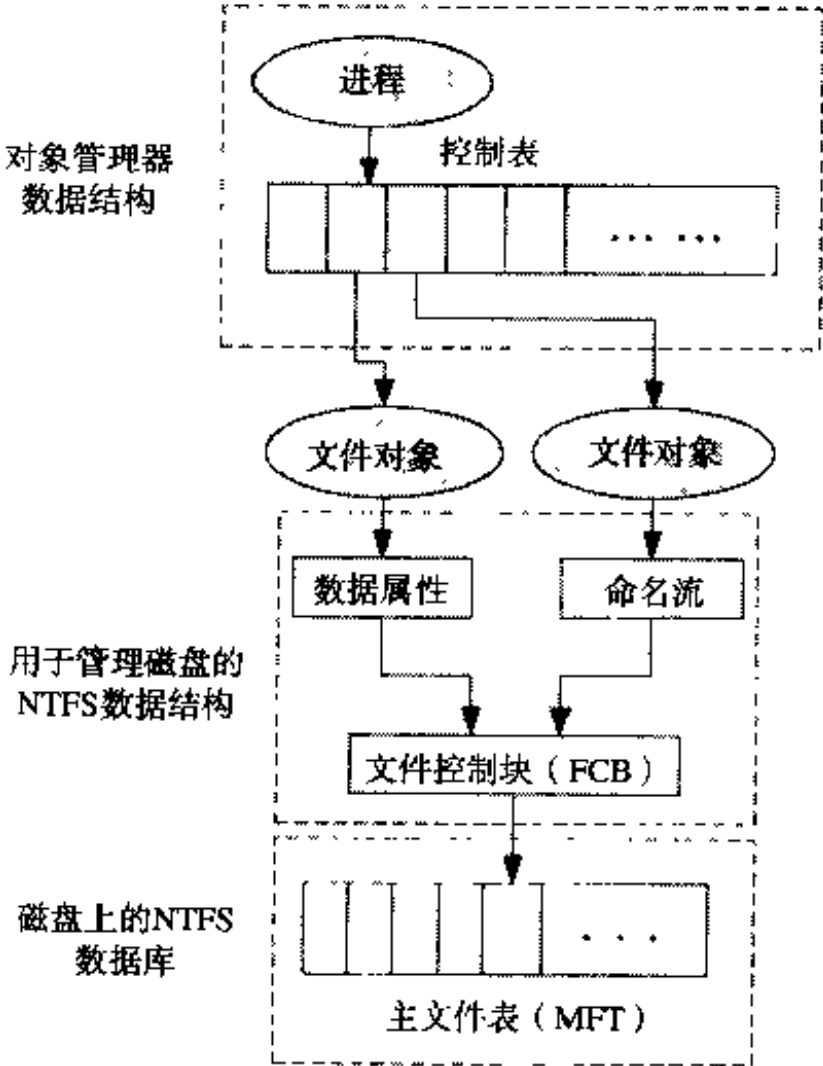 进程
控制表
对象管理器
数据结构
… …
文件对象
文件对象
数据属性
命名流
用于管理磁盘的
NTFS数据结构
文件控制块（FCB）
磁盘上的NTFS
数据库
. . .
主文件表（MFT）